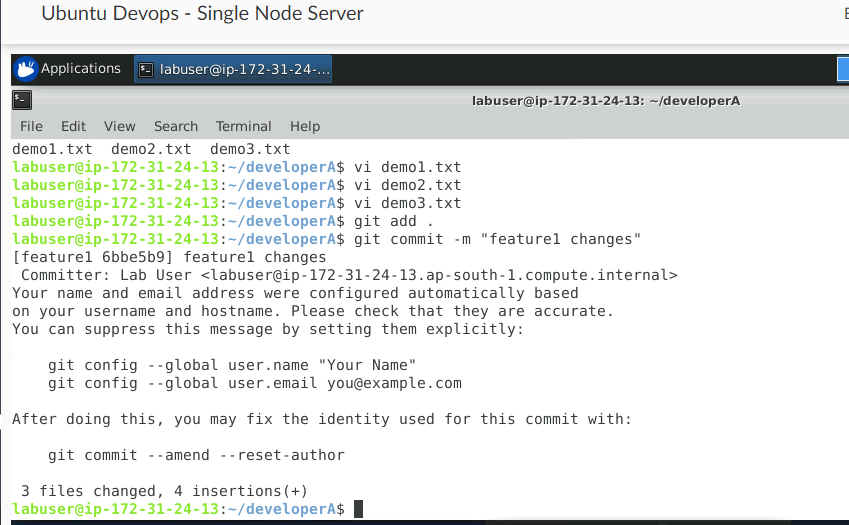 Ubuntu Devops - Single Node Server
Applications
labuser@ip-172-31-24-...
labuser@ip-172-31-24-13: ~/developerA
File Edit View Search Terminal Help
demo1.txt  demo2.txt  demo3.txt
labuser@ip-172-31-24-13:~/developerA$ vi demo1.txt
labuser@ip-172-31-24-13:~/developerA$ vi demo2.txt
labuser@ip-172-31-24-13:~/developerA$ vi demo3.txt
labuser@ip-172-31-24-13:~/developerA$ git add .
labuser@ip-172-31-24-13:~/developerA$ git commit -m "feature1 changes"
[feature1 6bbe5b9] feature1 changes
 Committer: Lab User <labuser@ip-172-31-24-13.ap-south-1.compute.internal>
Your name and email address were configured automatically based
on your username and hostname. Please check that they are accurate.
You can suppress this message by setting them explicitly:

    git config --global user.name "Your Name"
    git config --global user.email you@example.com

After doing this, you may fix the identity used for this commit with:

    git commit --amend --reset-author

 3 files changed, 4 insertions(+)
labuser@ip-172-31-24-13:~/developerA$